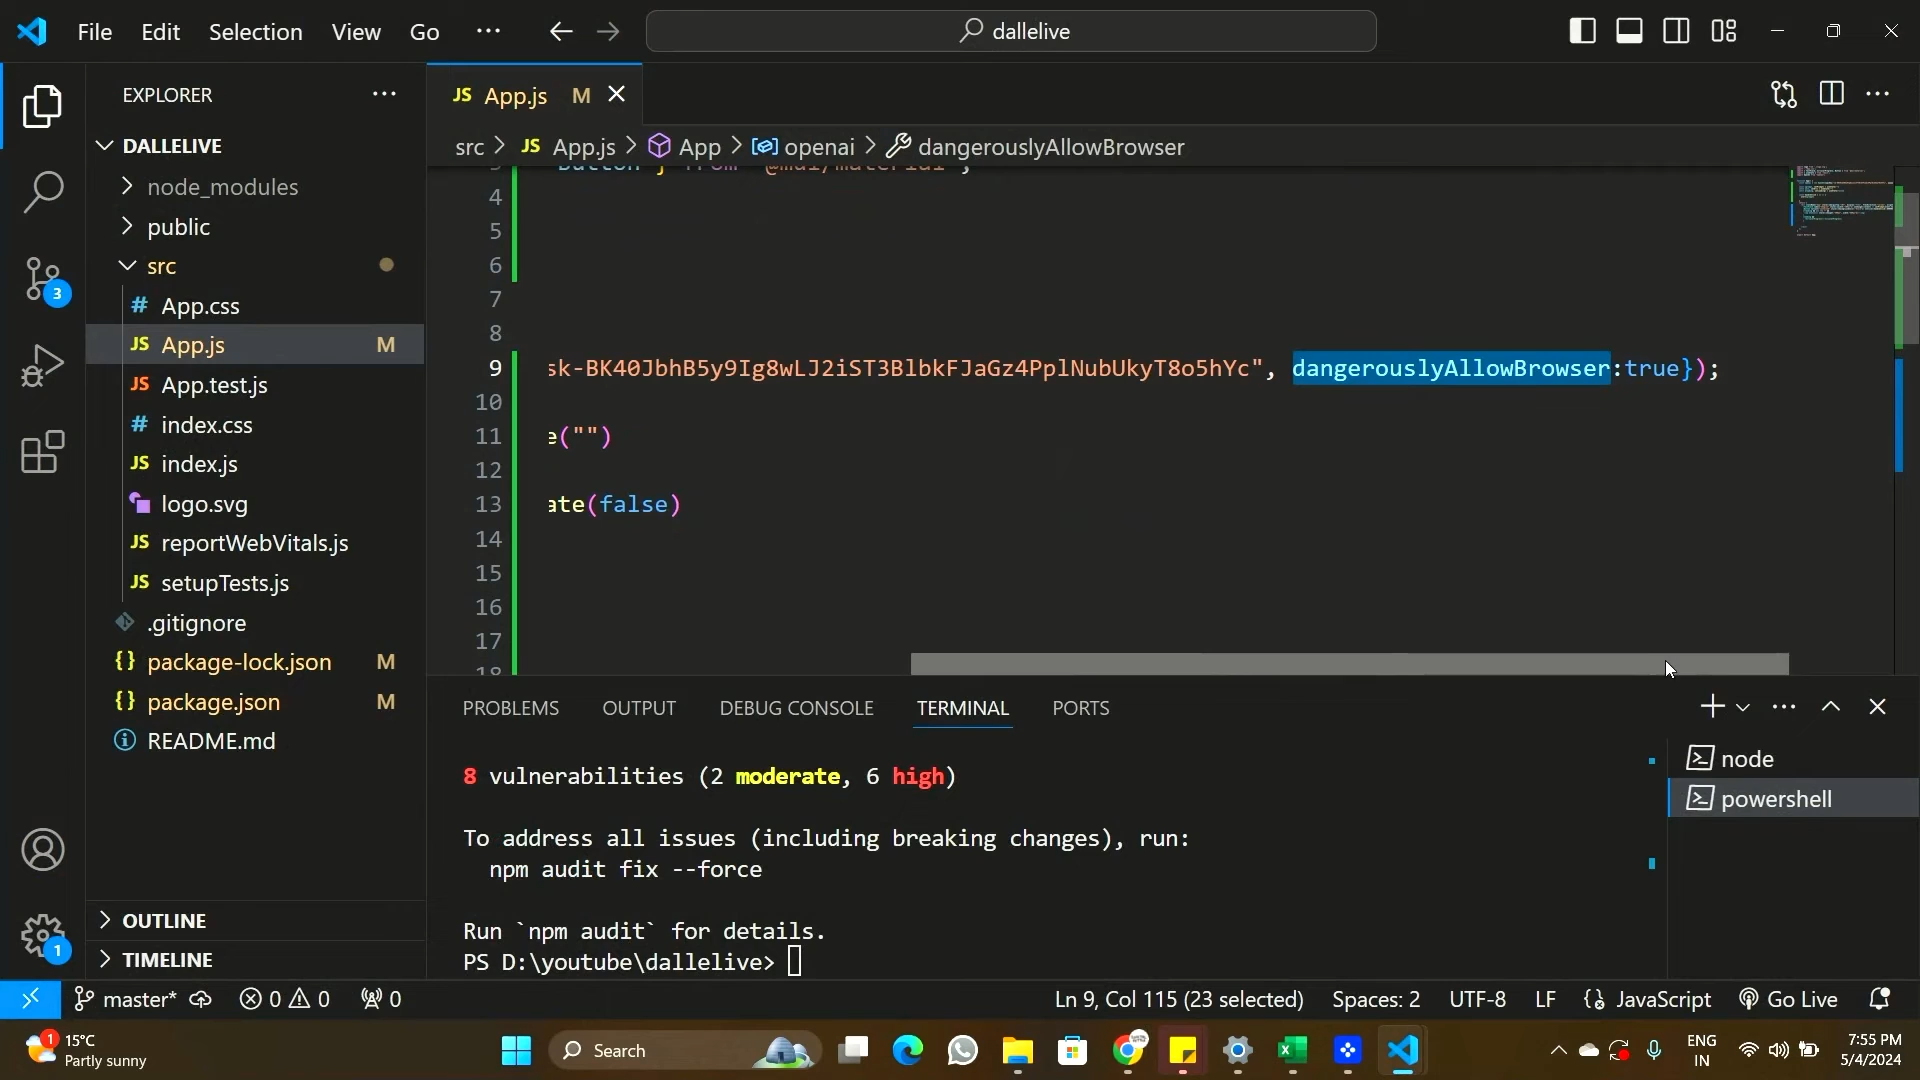 File Edit Selection View Go ··· dallelive
EXPLORER
DALLELIVE
node_modules
public
src
# App.css
JS App.js M
JS App.test.js
# index.css
JS index.js
logo.svg
JS reportWebVitals.js
JS setupTests.js
.gitignore
{} package-lock.json M
{} package.json M
README.md
OUTLINE
TIMELINE
3
1
JS App.js M
src > JS App.js > App > openai > dangerouslyAllowBrowser
4
5
6
7
8
9 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", dangerouslyAllowBrowser:true});
10
11 e("")
12
13 ate(false)
14
15
16
17
18
PROBLEMS OUTPUT DEBUG CONSOLE TERMINAL PORTS
8 vulnerabilities (2 moderate, 6 high)
To address all issues (including breaking changes), run:
npm audit fix --force
Run `npm audit` for details.
PS D:\youtube\dallelive>
node
powershell
master* 0 0 0 Ln 9, Col 115 (23 selected) Spaces: 2 UTF-8 LF JavaScript Go Live
1
15°C
Partly sunny
Search
ENG
IN
7:55 PM
5/4/2024